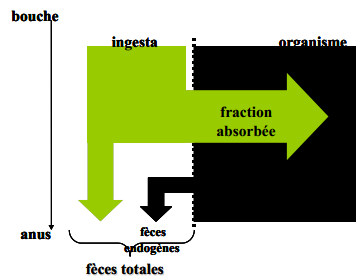 bouche
ingesta
organisme
fraction
absorbée
anus
fèces
endogènes
fèces totales